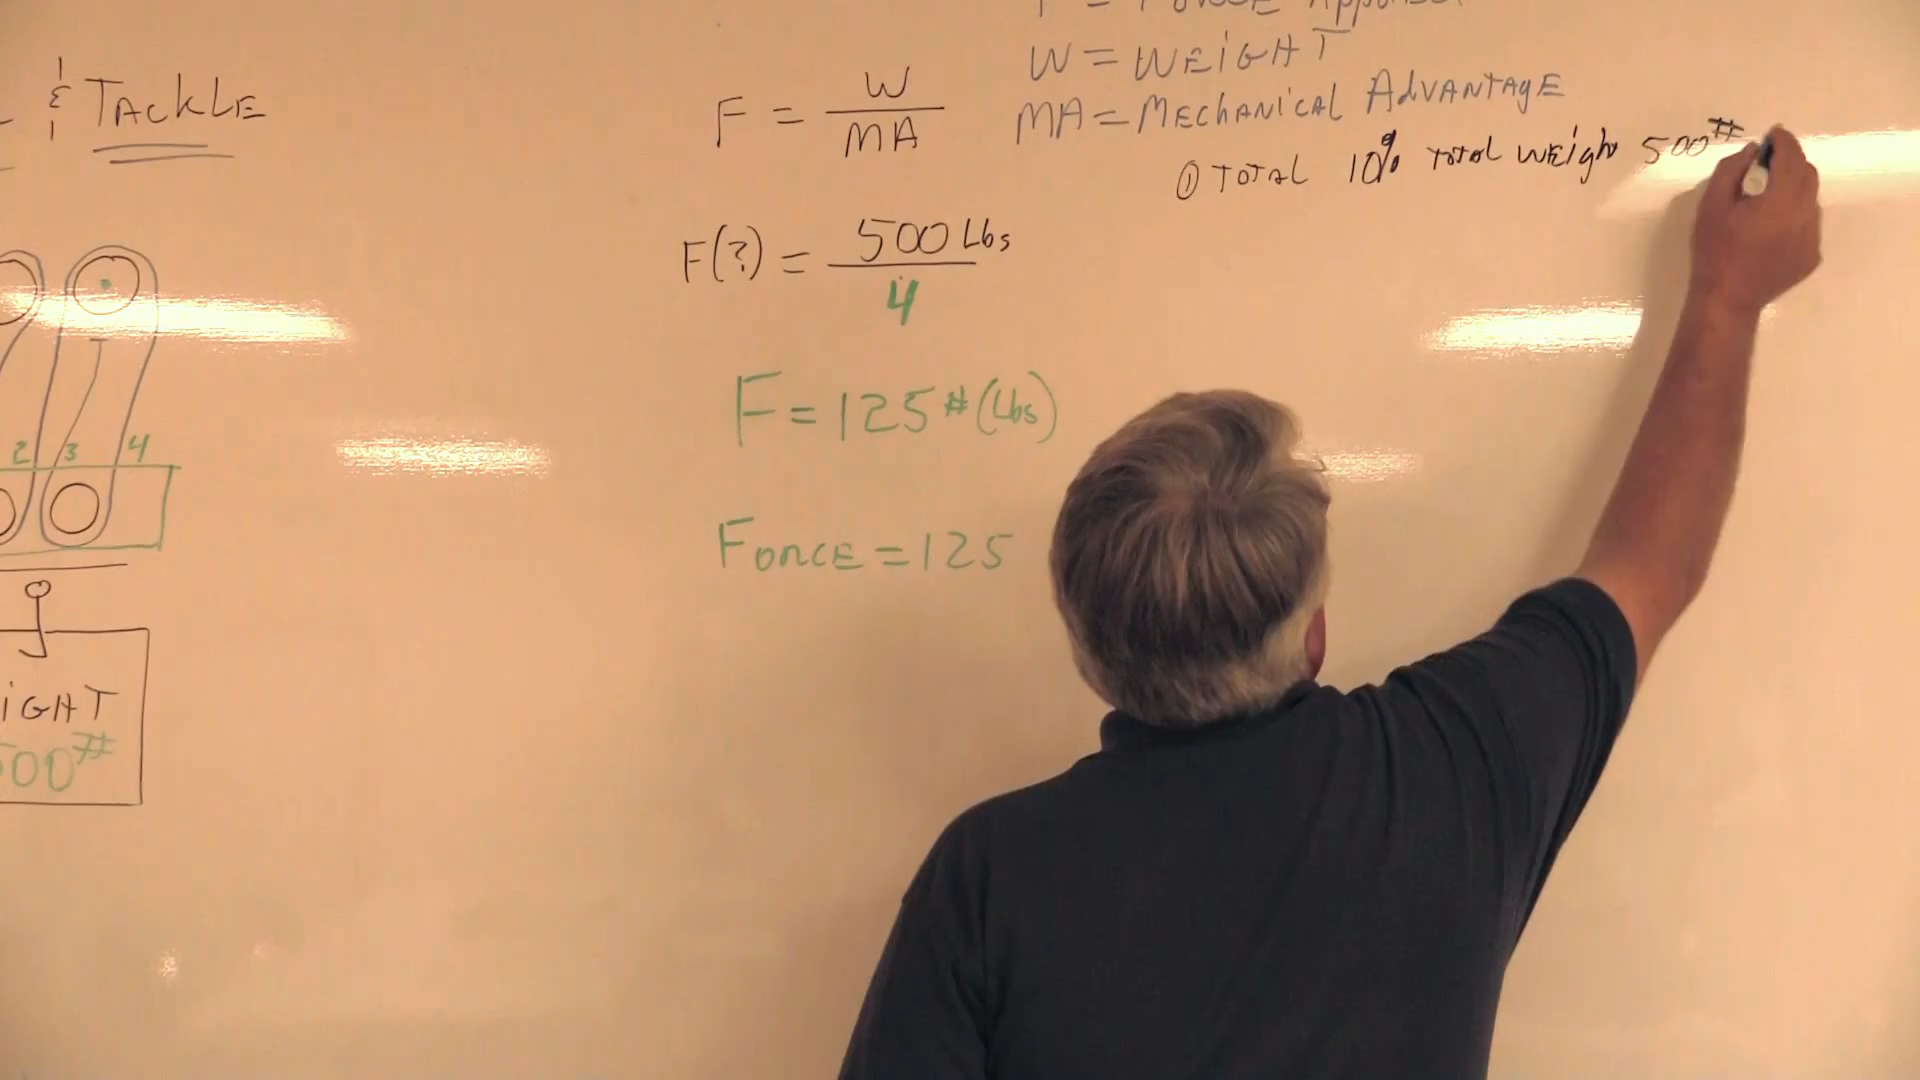 & TACKLE
F = W
MA
W = WEIGHT
MA = MECHANICAL ADVANTAGE
① TOTAL 10% TOTAL WEIGHT 500#
F(?) = 500 Lbs
4
F = 125 # (Lbs)
FORCE = 125
2 3 4
IGHT
500#